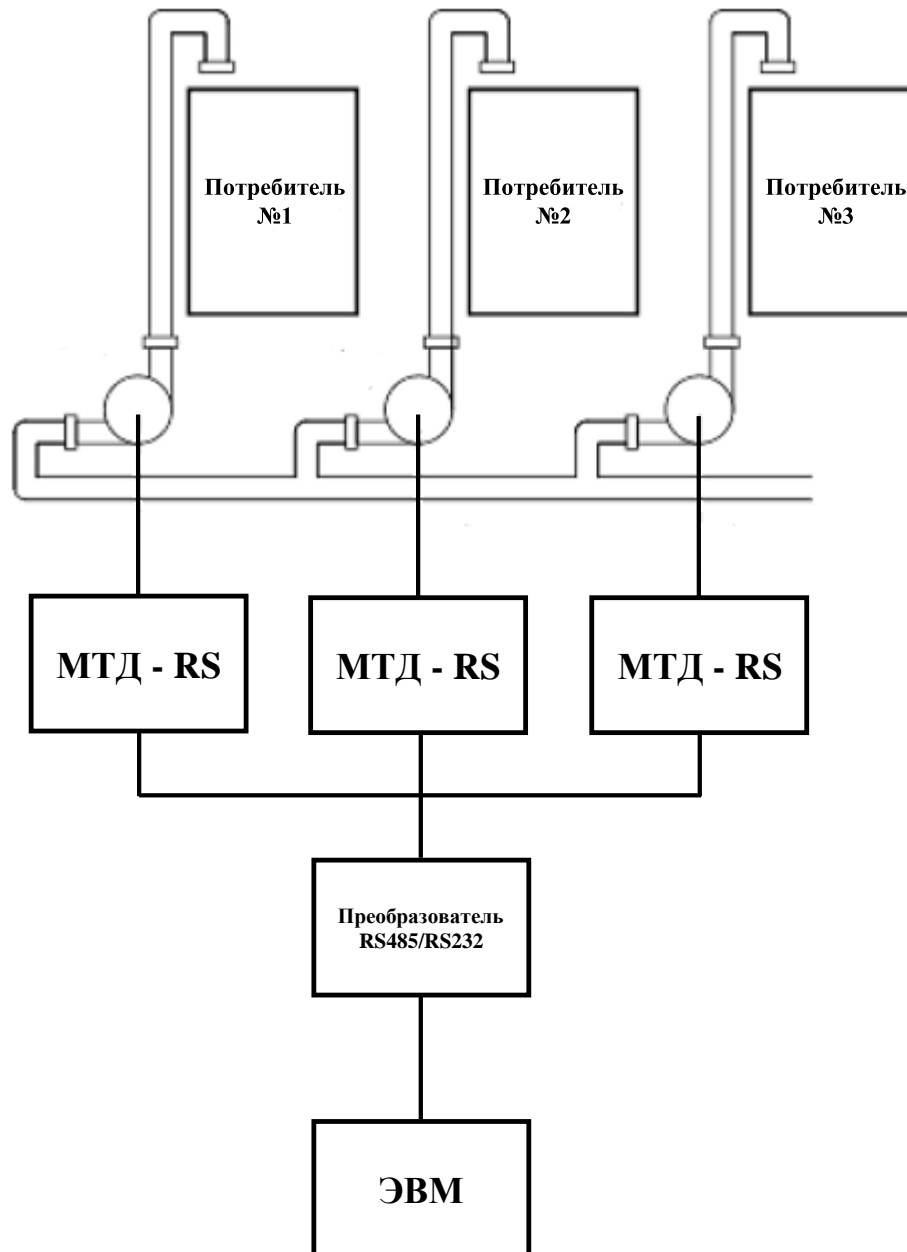 Потребитель
№1
Потребитель
№2
Потребитель
№3
МТД - RS
МТД - RS
МТД - RS
Преобразователь
RS485/RS232
ЭВМ